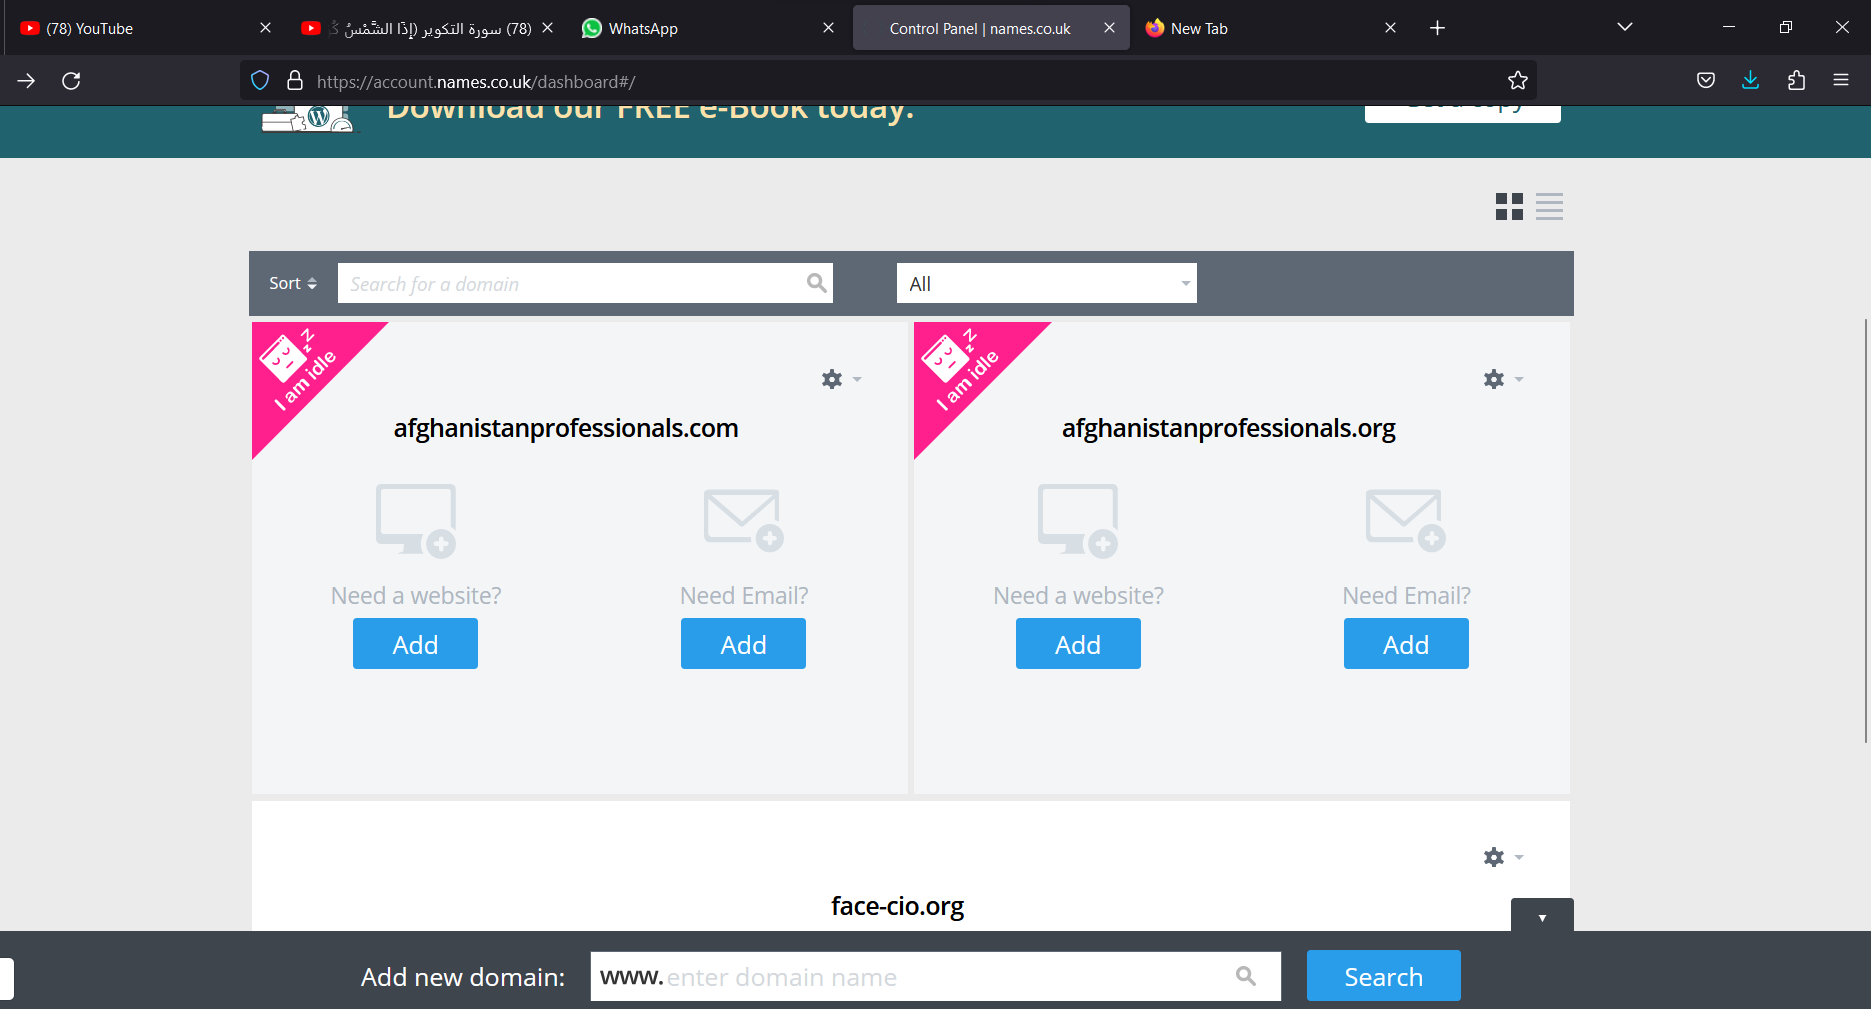 (78) YouTube
(78) سورة التكوير (إِذَا الشَّمْسُ
WhatsApp
Control Panel | names.co.uk
New Tab
https://account.names.co.uk/dashboard#/
Download our FREE e-Book today.
Sort
Search for a domain
All
I am idle
afghanistanprofessionals.com
Need a website?
Need Email?
Add
Add
I am idle
afghanistanprofessionals.org
Need a website?
Need Email?
Add
Add
face-cio.org
Add new domain:
www. enter domain name
Search